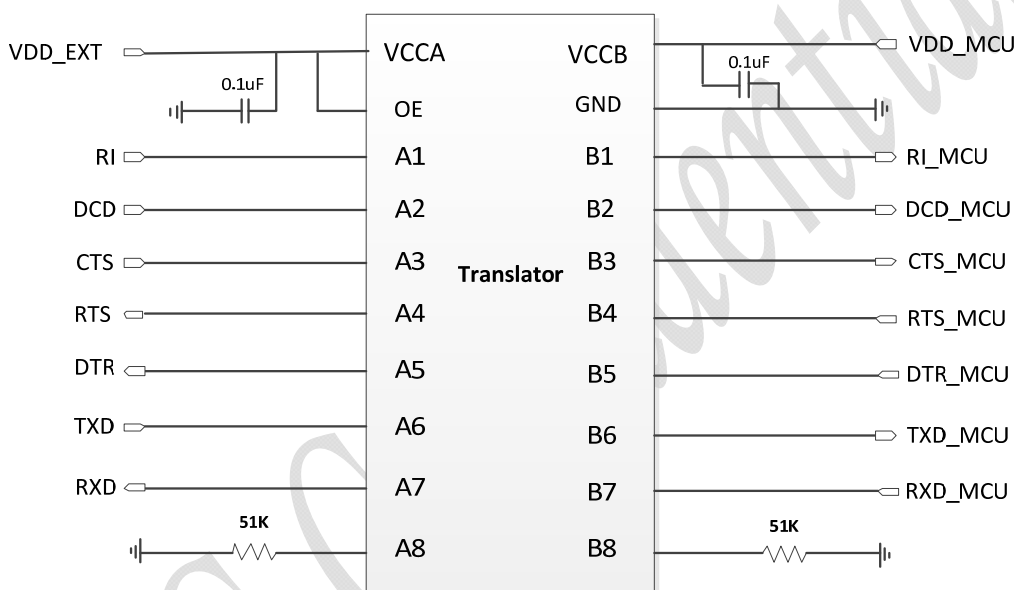 VDD_EXT VCCA VCCB VDD_MCU
0.1uF 0.1uF
OE GND
RI A1 B1 RI_MCU
DCD A2 B2 DCD_MCU
CTS A3 B3 CTS_MCU
Translator
RTS A4 B4 RTS_MCU
DTR A5 B5 DTR_MCU
TXD A6 B6 TXD_MCU
RXD A7 B7 RXD_MCU
51K 51K
A8 B8